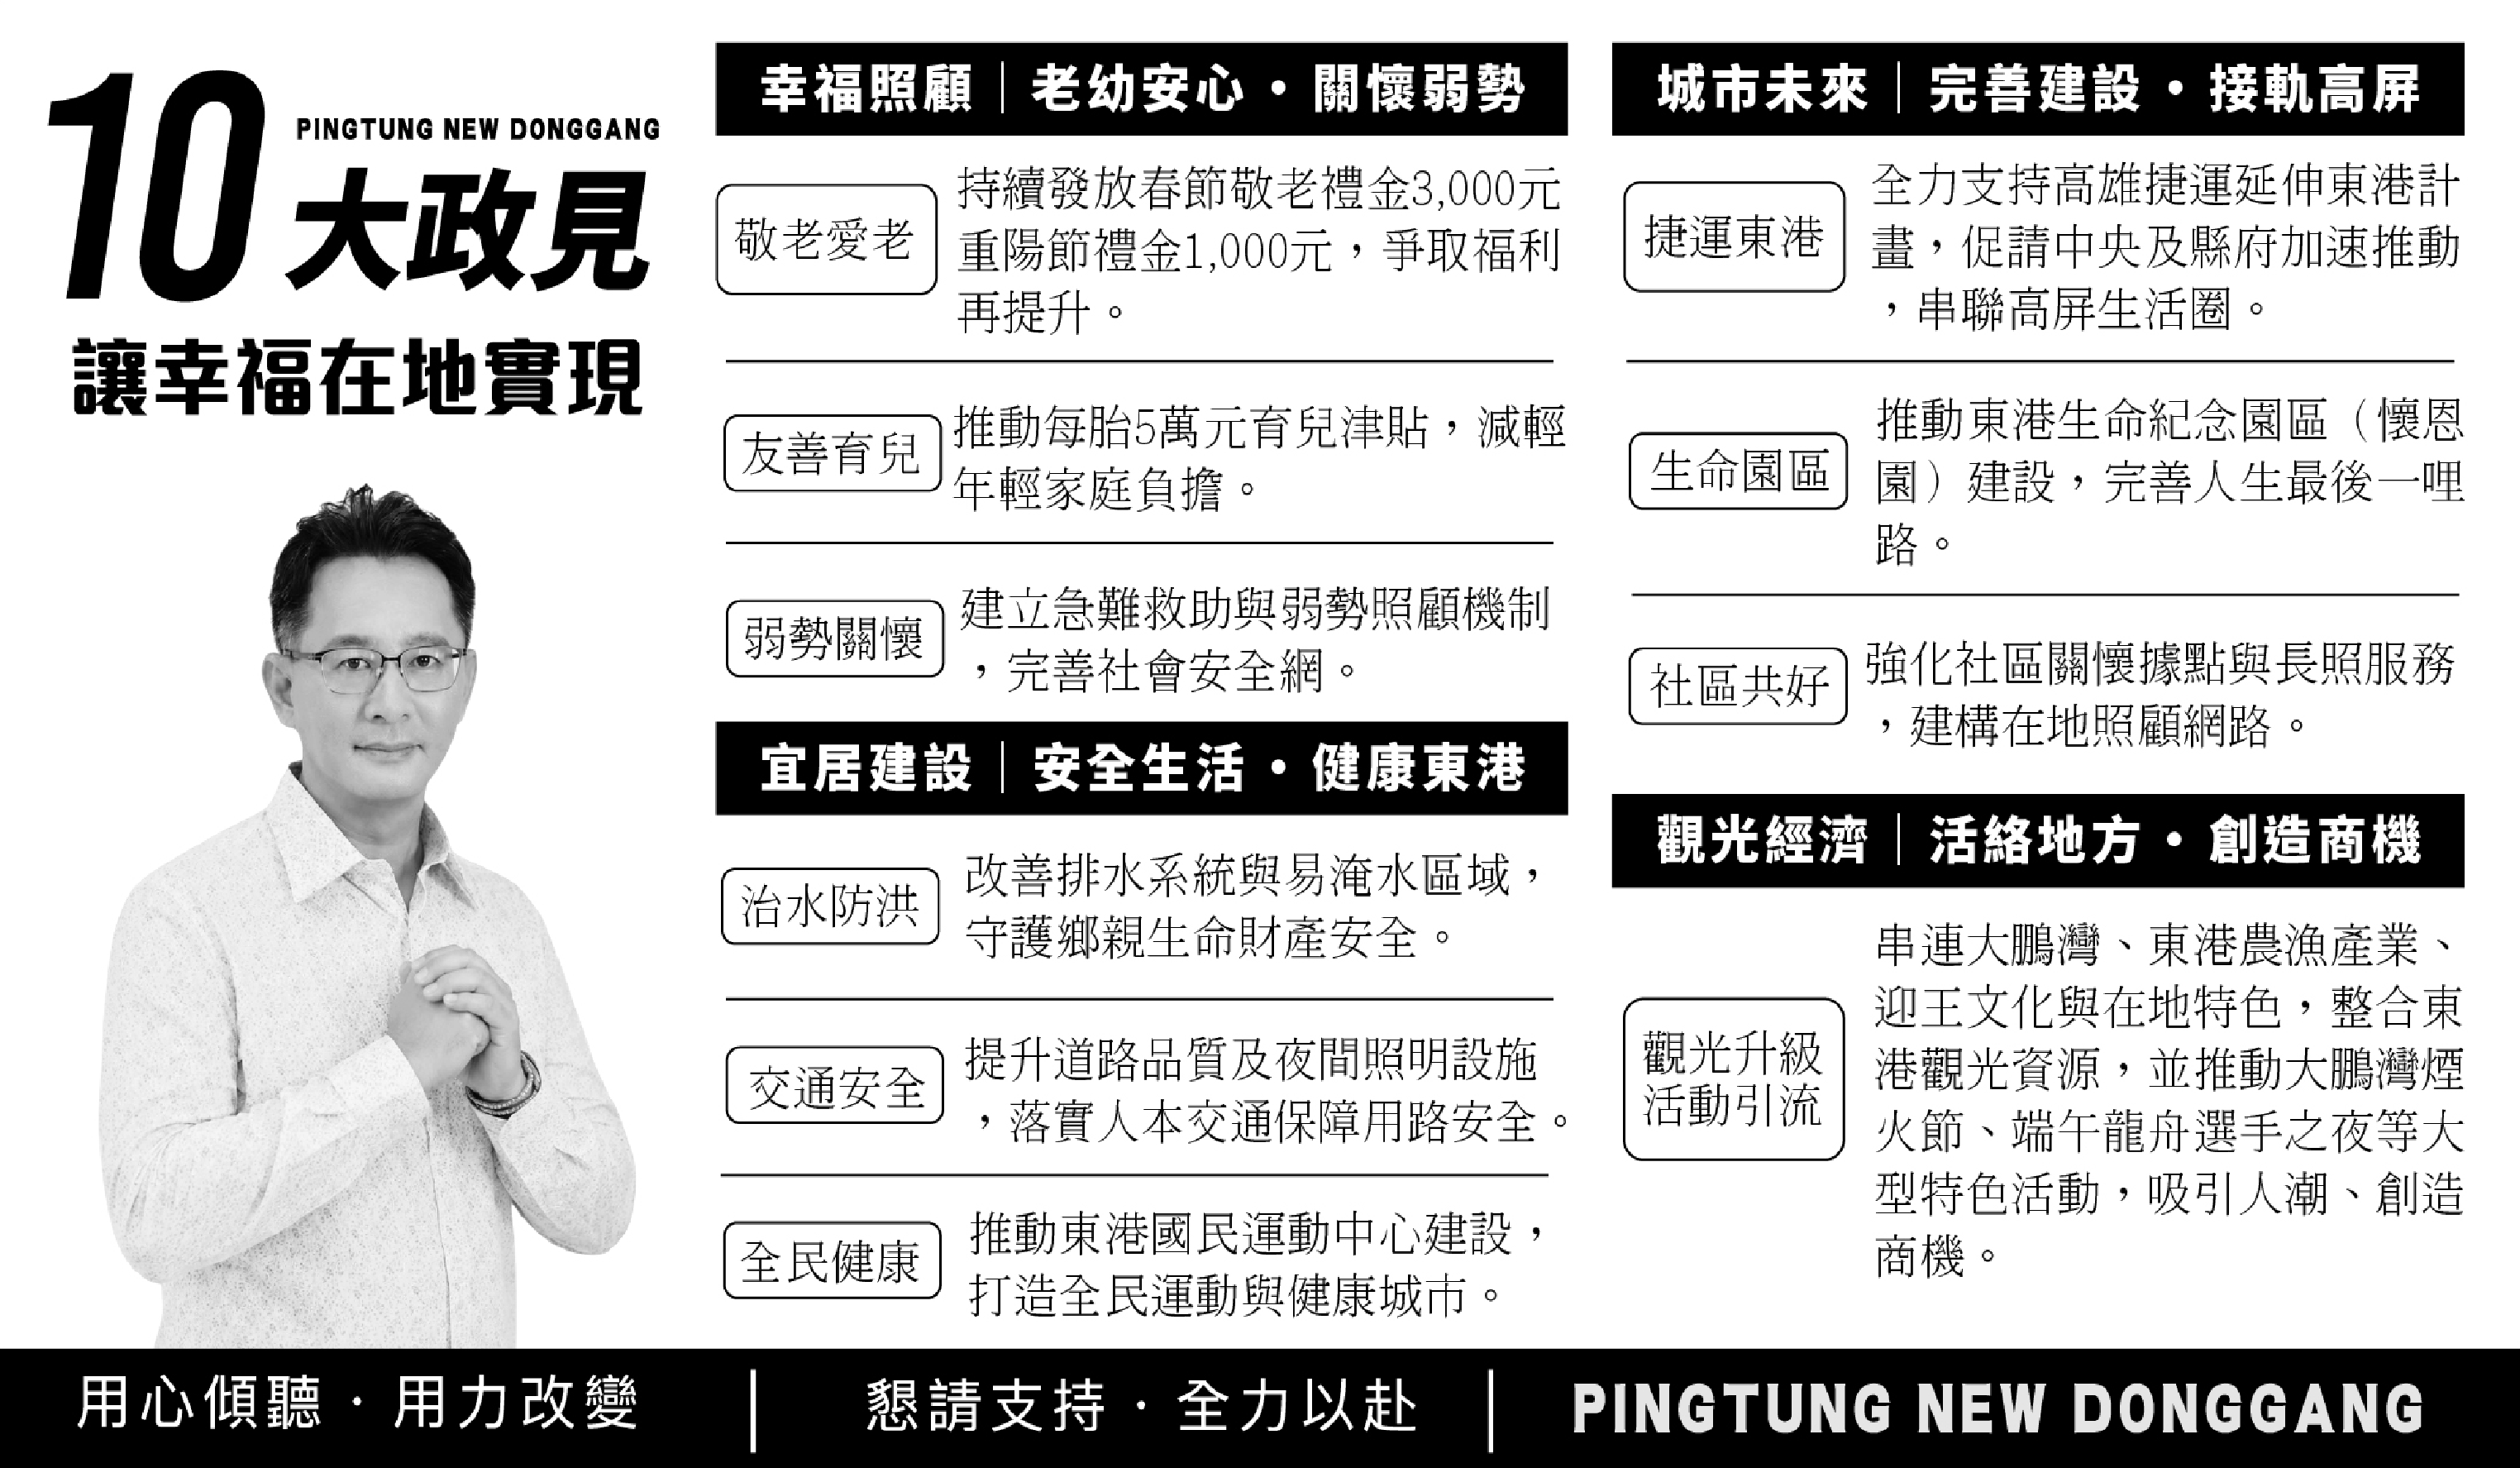 10
PINGTUNG NEW DONGGANG
大政見
讓幸福在地實現
幸福照顧｜老幼安心・關懷弱勢
敬老愛老
持續發放春節敬老禮金3,000元
重陽節禮金1,000元，爭取福利
再提升。
友善育兒
推動每胎5萬元育兒津貼，減輕
年輕家庭負擔。
弱勢關懷
建立急難救助與弱勢照顧機制
，完善社會安全網。
宜居建設｜安全生活・健康東港
治水防洪
改善排水系統與易淹水區域，
守護鄉親生命財產安全。
交通安全
提升道路品質及夜間照明設施
，落實人本交通保障用路安全。
全民健康
推動東港國民運動中心建設，
打造全民運動與健康城市。
城市未來｜完善建設・接軌高屏
捷運東港
全力支持高雄捷運延伸東港計
畫，促請中央及縣府加速推動
，串聯高屏生活圈。
生命園區
推動東港生命紀念園區（懷恩
園）建設，完善人生最後一哩
路。
社區共好
強化社區關懷據點與長照服務
，建構在地照顧網路。
觀光經濟｜活絡地方・創造商機
觀光升級
活動引流
串連大鵬灣、東港農漁產業、
迎王文化與在地特色，整合東
港觀光資源，並推動大鵬灣煙
火節、端午龍舟選手之夜等大
型特色活動，吸引人潮、創造
商機。
用心傾聽・用力改變
懇請支持・全力以赴
PINGTUNG NEW DONGGANG